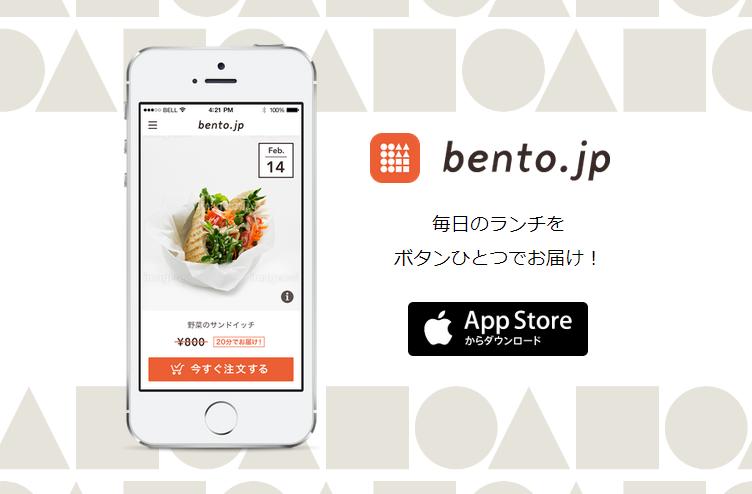 BELL 4:21 PM 100%
bento.jp
Feb.
14
野菜のサンドイッチ
¥800 20分でお届け!
今すぐ注文する
bento.jp
毎日のランチを
ボタンひとつでお届け!
App Store
からダウンロード